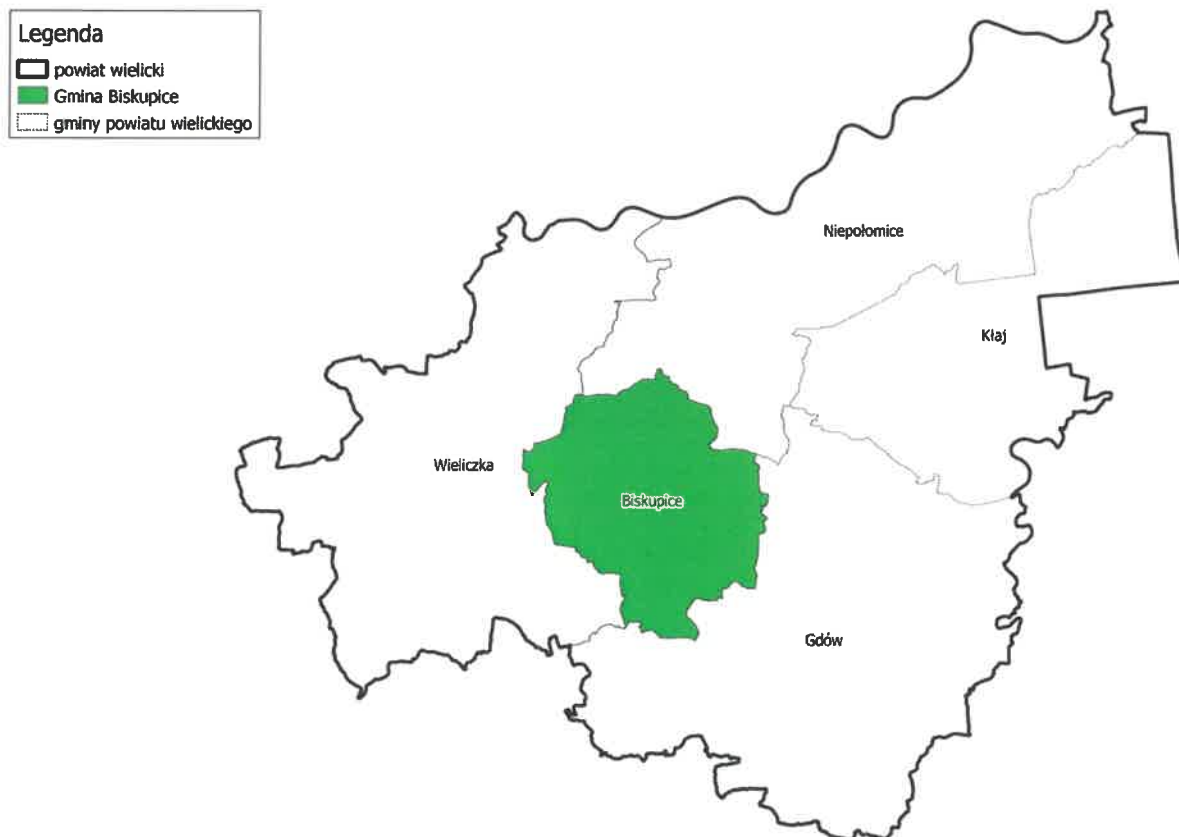 Legenda
powiat wielicki
Gmina Biskupice
gminy powiatu wielickiego
Niepołomice
Kłaj
Wieliczka
Biskupice
Gdów